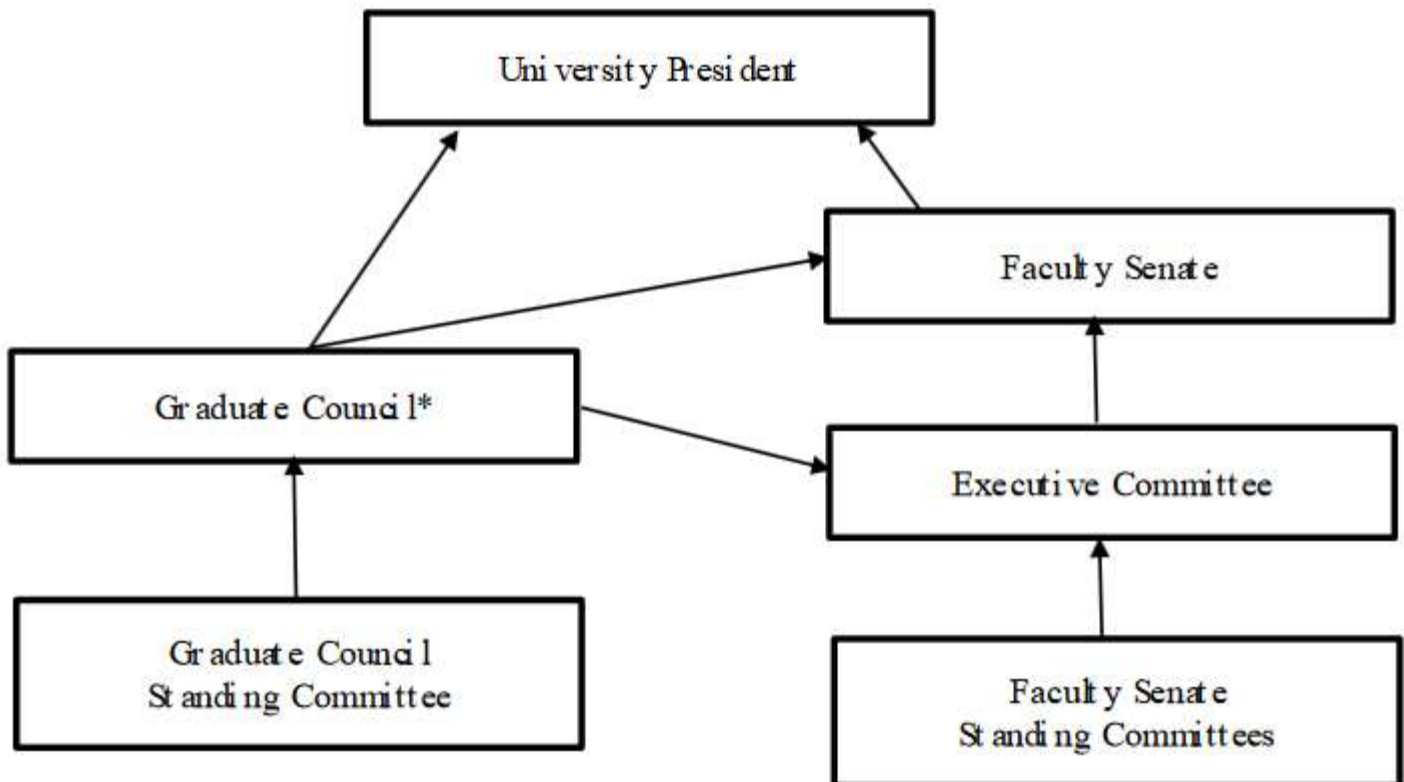 University President
Faculty Senate
Graduate Council*
Executive Committee
Graduate Council
Standing Committee
Faculty Senate
Standing Committees